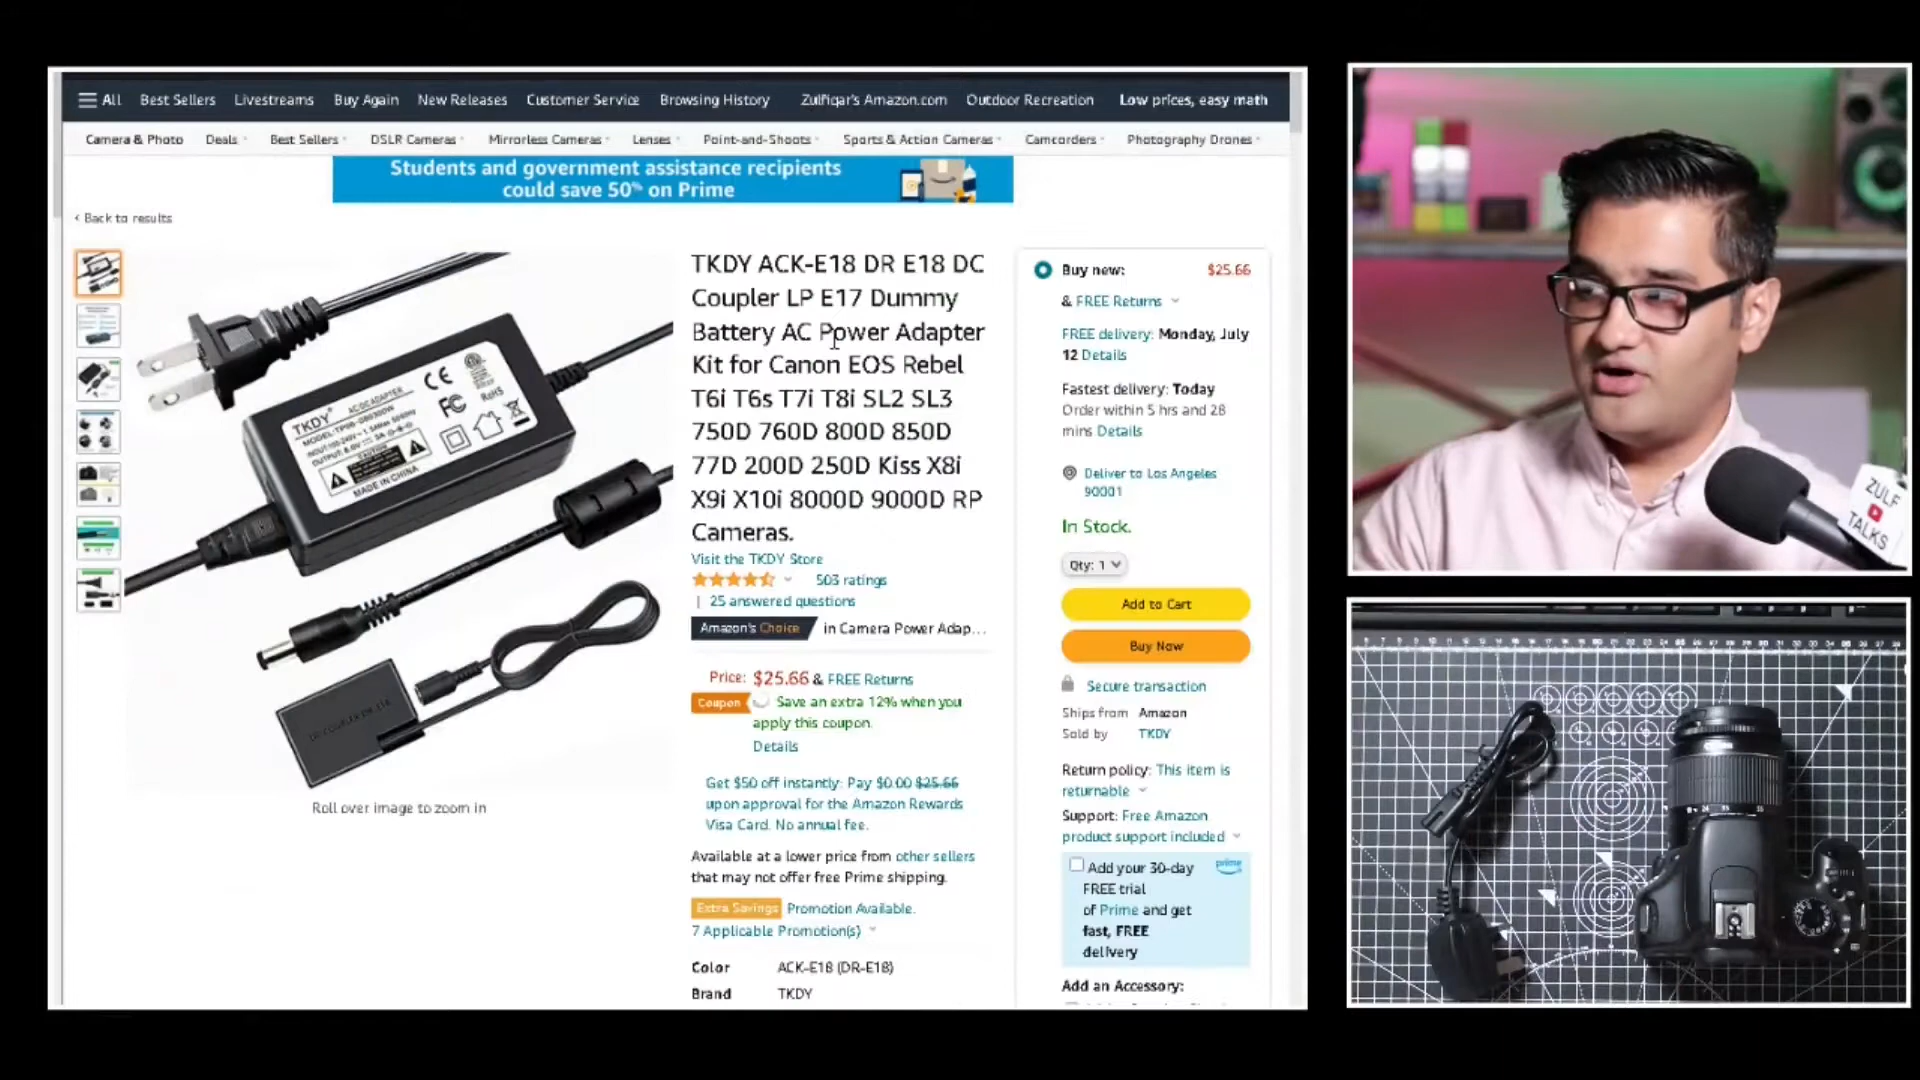 All Best Sellers Livestreams Buy Again New Releases Customer Service Browsing History Zulfiqar's Amazon.com Outdoor Recreation Low prices, easy math
Camera & Photo Deals Best Sellers DSLR Cameras Mirrorless Cameras Lenses Point-and-Shoots Sports & Action Cameras Camcorders Photography Drones
Students and government assistance recipients
could save 50% on Prime
‹ Back to results
TKDY
AC/DC ADAPTER
CAUTION
MADE IN CHINA
CE
FC
RoHS
Roll over image to zoom in
TKDY ACK-E18 DR E18 DC
Coupler LP E17 Dummy
Battery AC Power Adapter
Kit for Canon EOS Rebel
T6i T6s T7i T8i SL2 SL3
750D 760D 800D 850D
77D 200D 250D Kiss X8i
X9i X10i 8000D 9000D RP
Cameras.
Visit the TKDY Store
503 ratings
| 25 answered questions
Amazon's Choice in Camera Power Adap...
Price: $25.66 & FREE Returns
Coupon Save an extra 12% when you
apply this coupon.
Details
Get $50 off instantly: Pay $0.00 $25.66
upon approval for the Amazon Rewards
Visa Card. No annual fee.
Available at a lower price from other sellers
that may not offer free Prime shipping.
Extra Savings Promotion Available.
7 Applicable Promotion(s)
Color ACK-E18 (DR-E18)
Brand TKDY
Buy new: $25.66
& FREE Returns
FREE delivery: Monday, July
12 Details
Fastest delivery: Today
Order within 5 hrs and 28
mins Details
Deliver to Los Angeles
90001
In Stock.
Qty: 1
Add to Cart
Buy Now
Secure transaction
Ships from Amazon
Sold by TKDY
Return policy: This item is
returnable
Support: Free Amazon
product support included
Add your 30-day
FREE trial
of Prime and get
fast, FREE
delivery
prime
Add an Accessory:
ZULF
TALKS
Canon